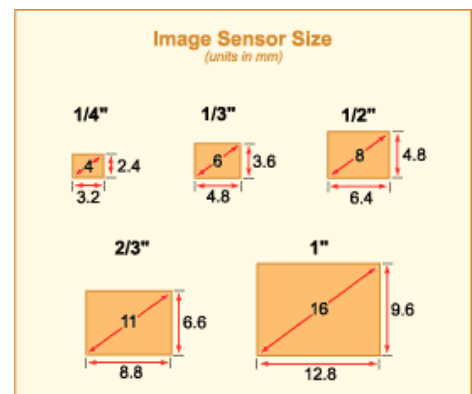 Image Sensor Size
(units in mm)
1/4" 1/3" 1/2"
4 2.4 6 3.6 8 4.8
3.2 4.8 6.4
2/3" 1"
11 6.6 16 9.6
8.8 12.8